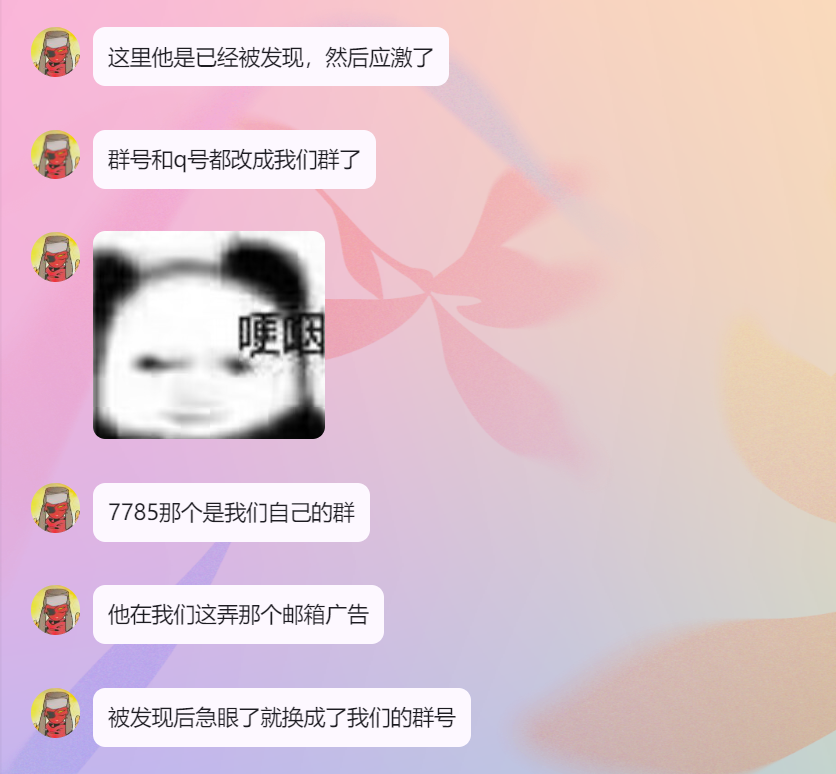 这里他是已经被发现，然后应激了
群号和q号都改成我们群了
哽咽
7785那个是我们自己的群
他在我们这弄那个邮箱广告
被发现后急眼了就换成了我们的群号